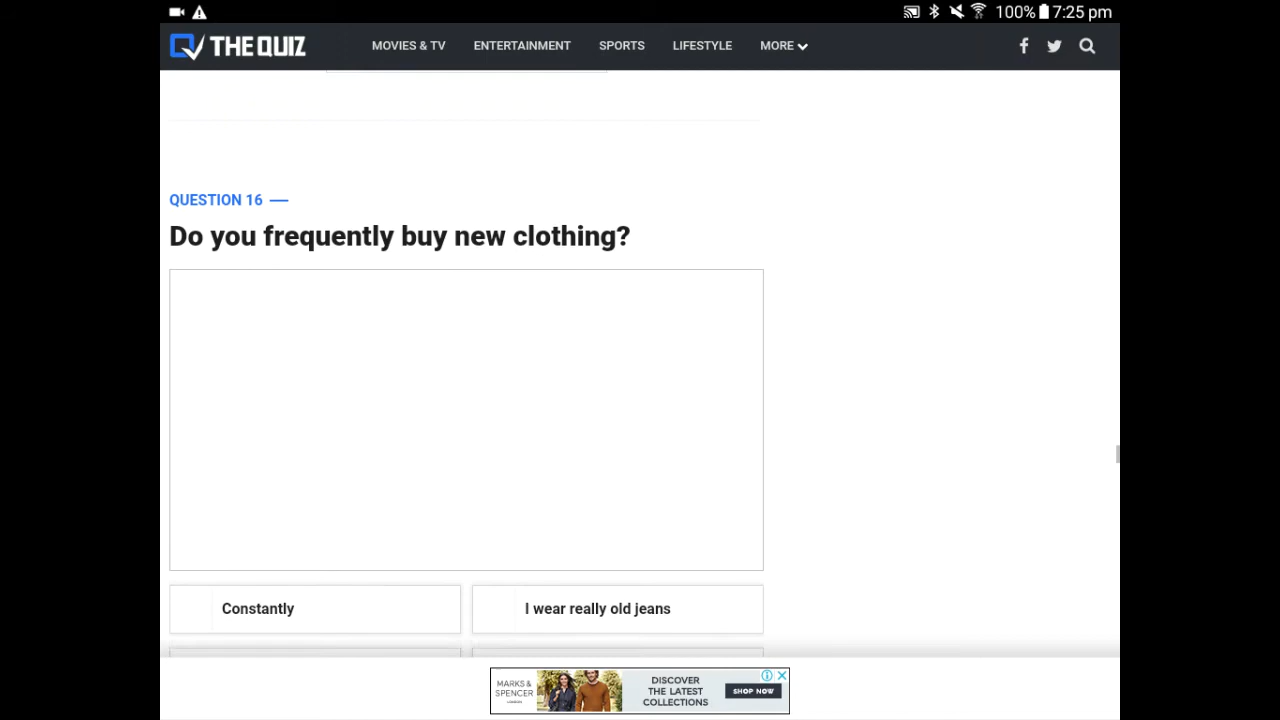 100% 7:25 pm
THE QUIZ MOVIES & TV ENTERTAINMENT SPORTS LIFESTYLE MORE
QUESTION 16
Do you frequently buy new clothing?
Constantly
I wear really old jeans
MARKS &
SPENCER
LONDON
DISCOVER
THE LATEST
COLLECTIONS
SHOP NOW